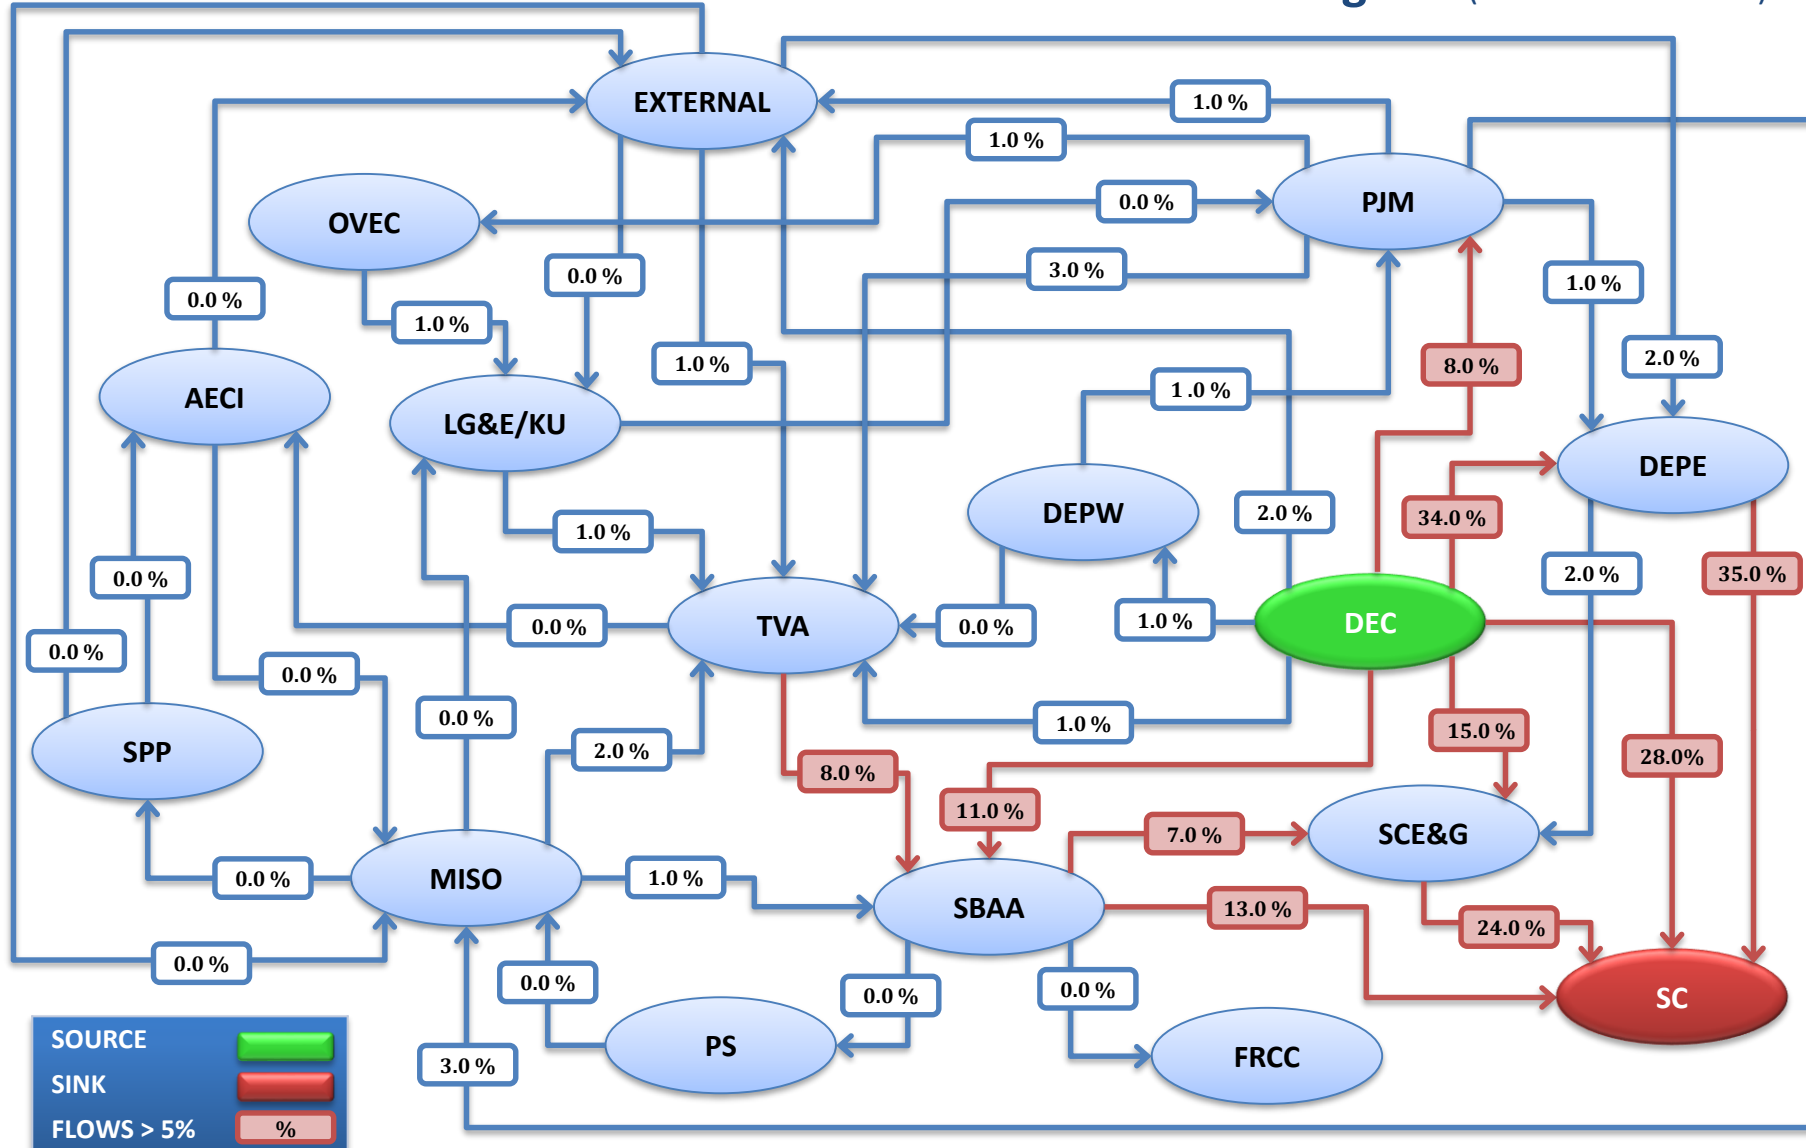 EXTERNAL
1.0 %
1.0 %
OVEC
0.0 %
PJM
0.0 %
3.0 %
1.0 %
0.0 %
1.0 %
1.0 %
8.0 %
2.0 %
AECI
1.0 %
LG&E/KU
DEPE
DEPW
2.0 %
34.0 %
1.0 %
0.0 %
2.0 %
35.0 %
0.0 %
TVA
0.0 %
1.0 %
DEC
0.0 %
0.0 %
0.0 %
1.0 %
15.0 %
SPP
2.0 %
8.0 %
28.0%
11.0 %
7.0 %
SCE&G
0.0 %
MISO
1.0 %
SBAA
13.0 %
24.0 %
0.0 %
0.0 %
0.0 %
0.0 %
SC
SOURCE
PS
3.0 %
FRCC
SINK
FLOWS > 5%
%